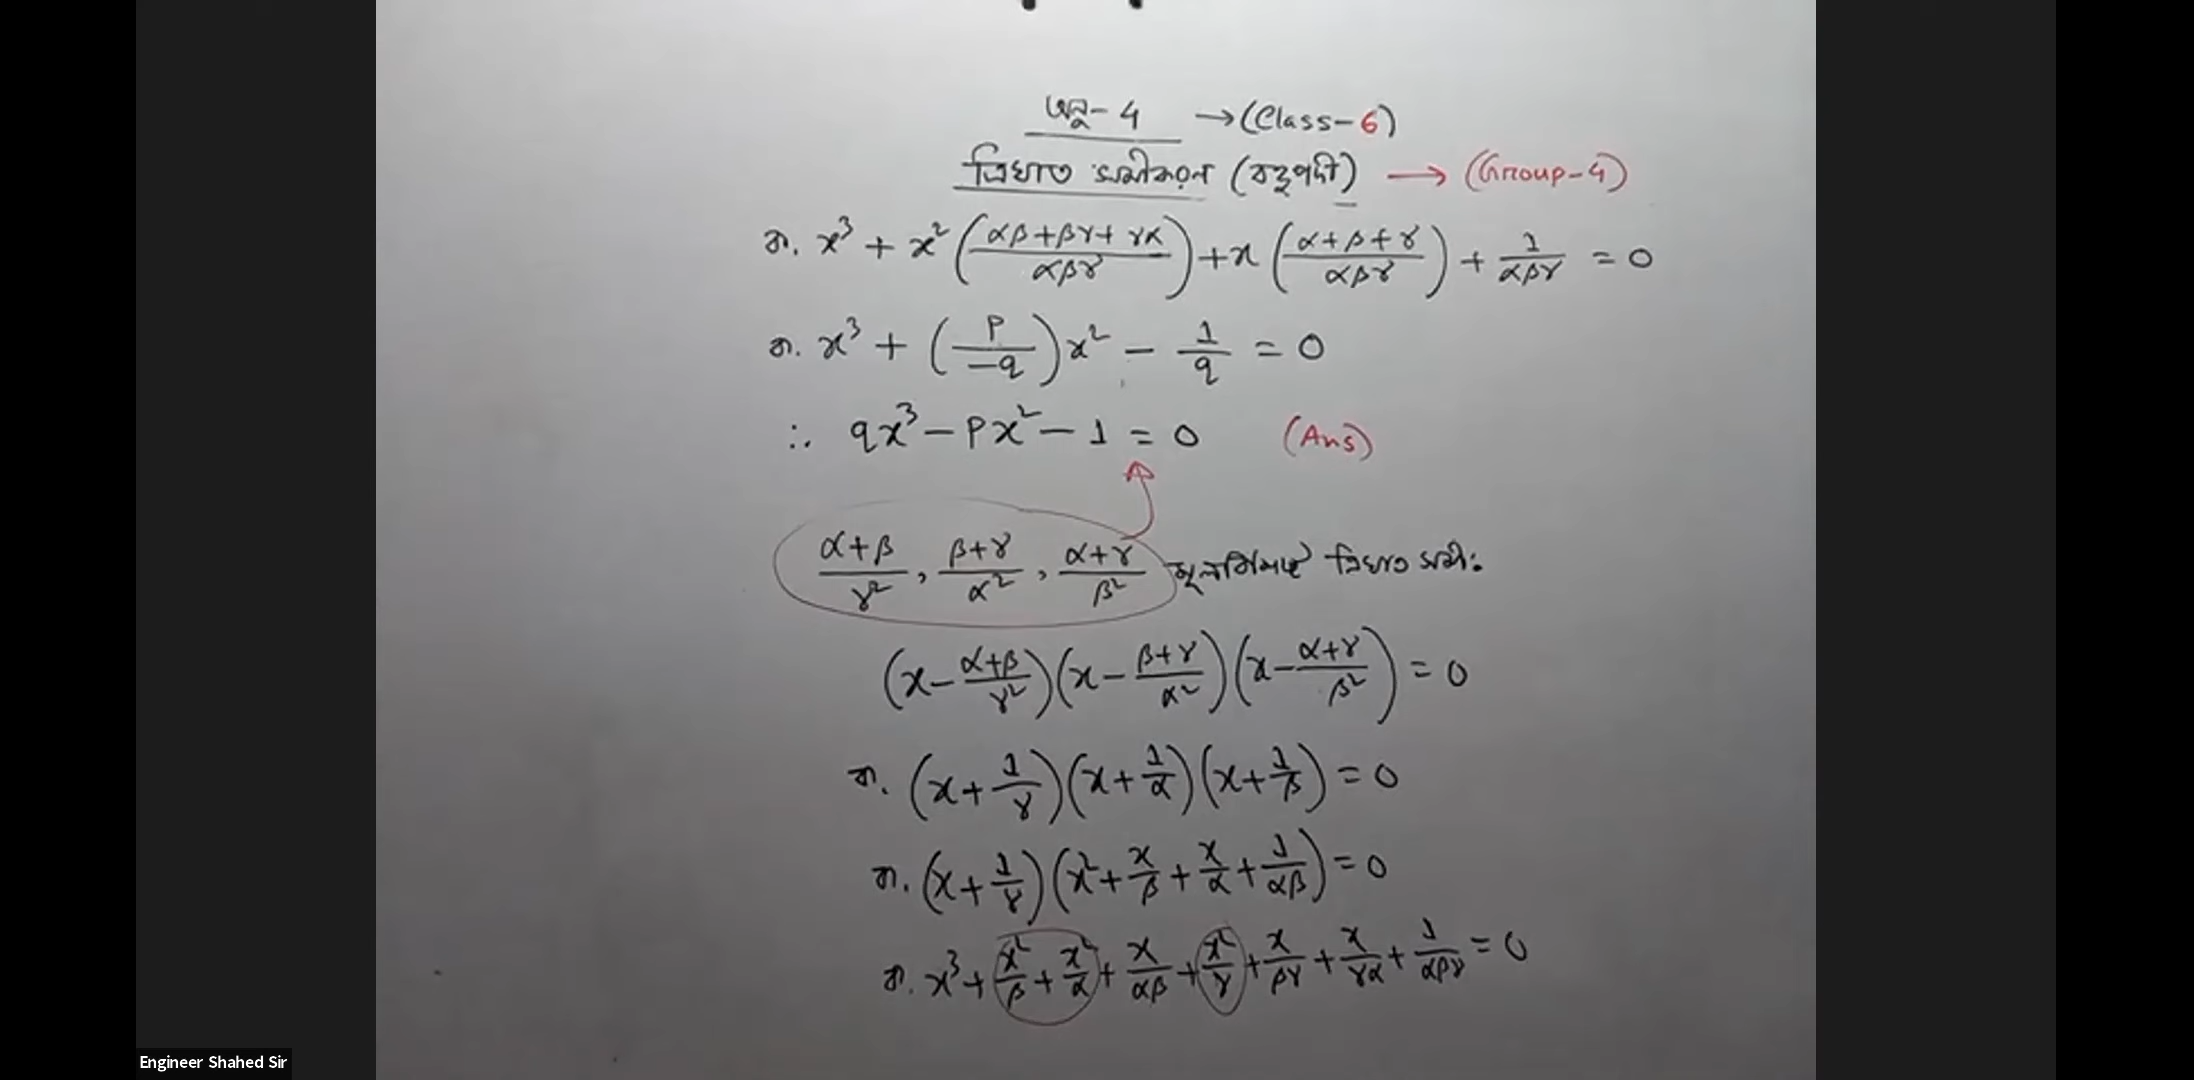 অনু-4 →(Class-6)
ত্রিঘাত সমীকরণ (বহুপদী) → (Group-4)
বা. x³ + x² ((αβ+βγ+γα)/(αβγ)) + x ((α+β+γ)/(αβγ)) + 1/(αβγ) = 0
বা. x³ + (P/(-q)) x² - 1/q = 0
∴ qx³ - Px² - 1 = 0 (Ans)
(α+β)/γ², (β+γ)/α², (α+γ)/β² মূলবিশিষ্ট ত্রিঘাত সমী:
(x - (α+β)/γ²)(x - (β+γ)/α²)(x - (α+γ)/β²) = 0
বা. (x + 1/γ)(x + 1/α)(x + 1/β) = 0
বা. (x + 1/γ)(x² + x/β + x/α + 1/(αβ)) = 0
বা. x³ + x²/β + x²/α + x/(αβ) + x²/γ + x/(βγ) + x/(γα) + 1/(αβγ) = 0
Engineer Shahed Sir